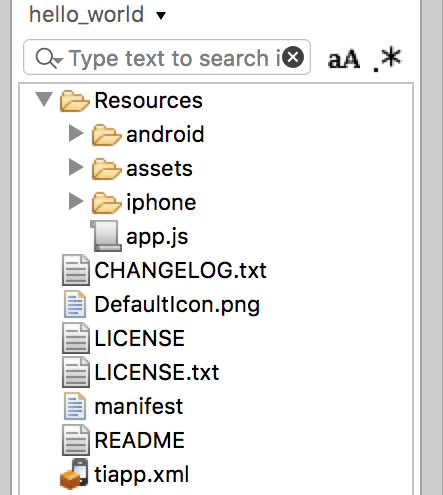 hello_world
Type text to search i
aA .*
Resources
android
assets
iphone
app.js
CHANGELOG.txt
DefaultIcon.png
LICENSE
LICENSE.txt
manifest
README
tiapp.xml